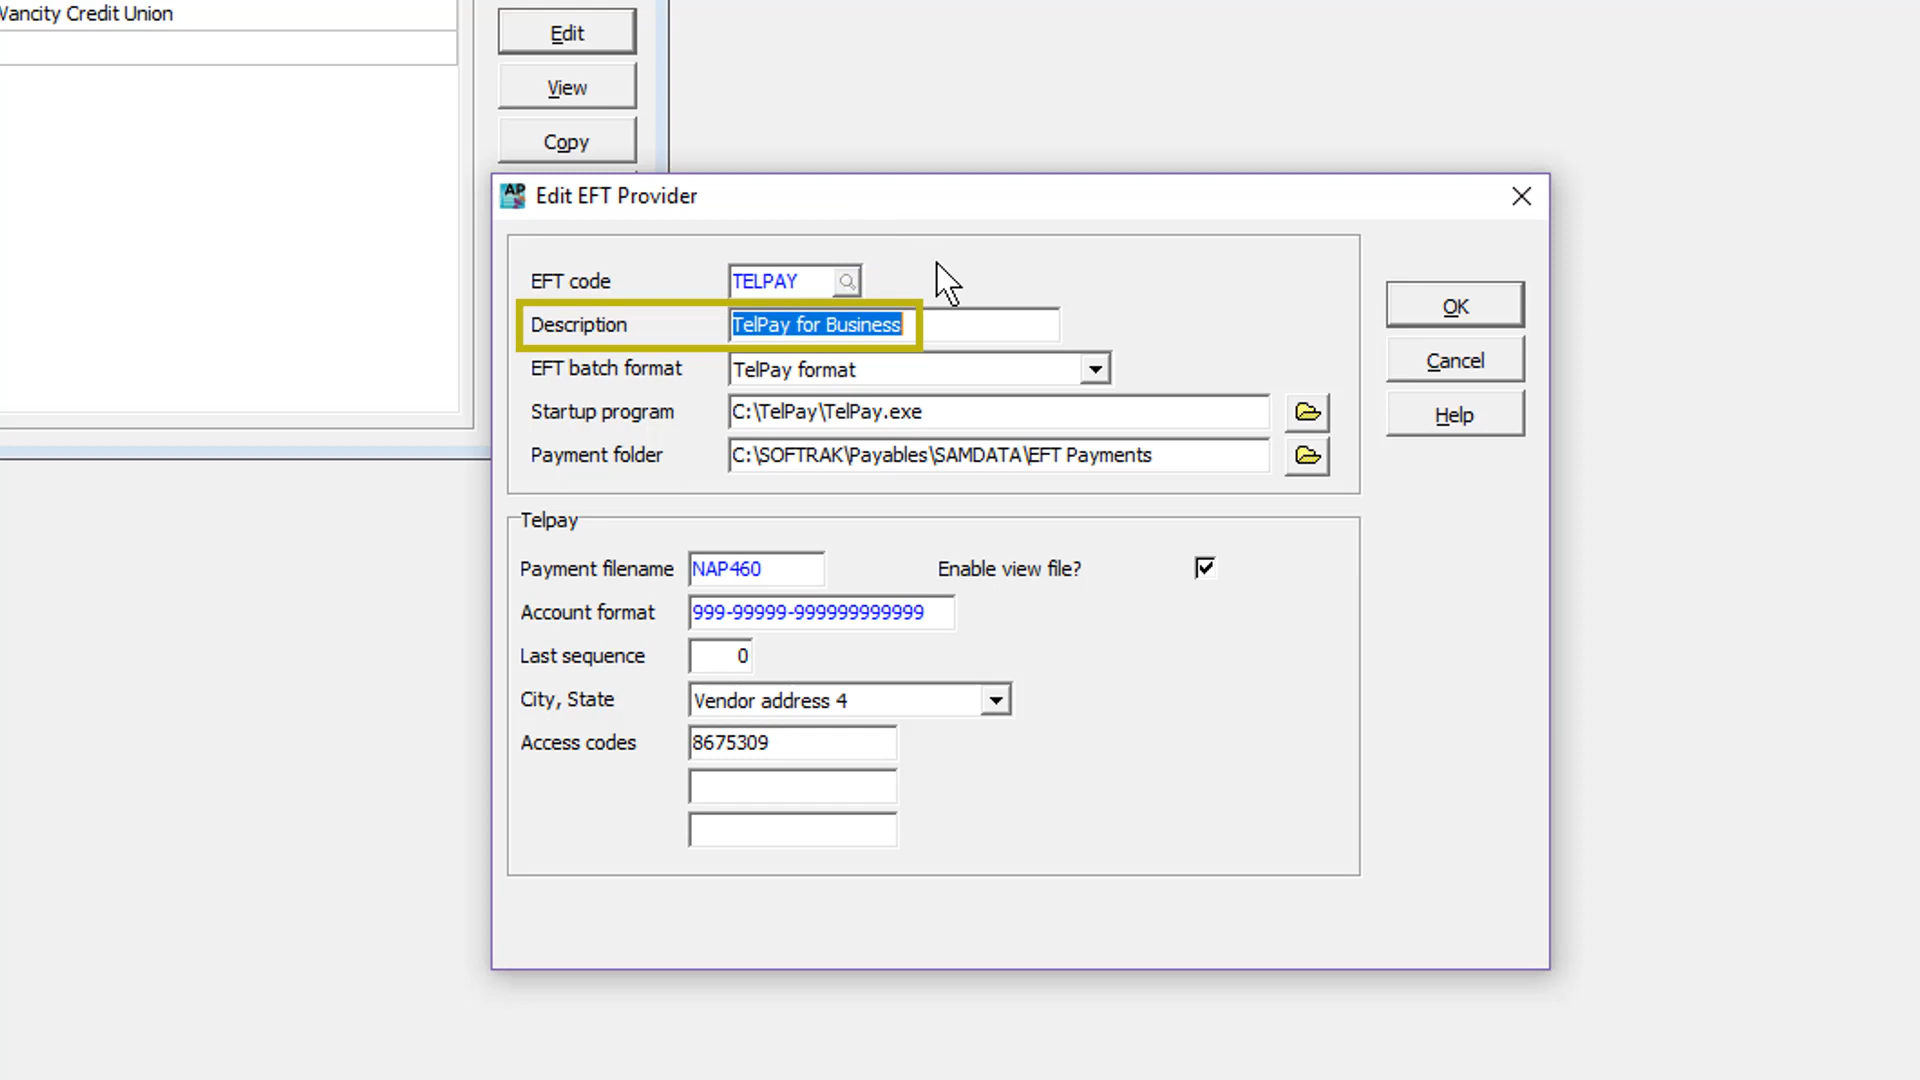 Vancity Credit Union
Edit
View
Copy
AP
Edit EFT Provider
EFT code TELPAY
Description TelPay for Business
EFT batch format TelPay format
Startup program C:\TelPay\TelPay.exe
Payment folder C:\SOFTRAK\Payables\SAMDATA\EFT Payments
OK
Cancel
Help
Telpay
Payment filename NAP460 Enable view file?
Account format 999-99999-999999999999
Last sequence 0
City, State Vendor address 4
Access codes 8675309